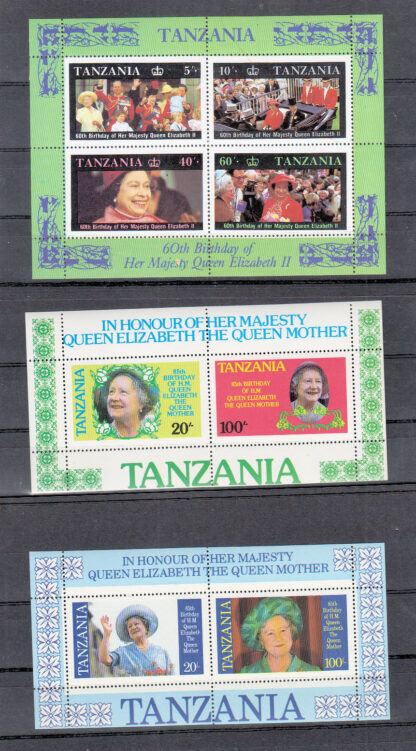 TANZANIA
TANZANIA 5/-
60th Birthday of Her Majesty Queen Elizabeth II
TANZANIA 10/-
60th Birthday of Her Majesty Queen Elizabeth II
TANZANIA 40/-
60th Birthday of Her Majesty Queen Elizabeth II
TANZANIA 60/-
60th Birthday of Her Majesty Queen Elizabeth II
60th Birthday of
Her Majesty Queen Elizabeth II
IN HONOUR OF HER MAJESTY
QUEEN ELIZABETH THE QUEEN MOTHER
TANZANIA
85th
BIRTHDAY
OF H.M.
QUEEN
ELIZABETH
THE
QUEEN
MOTHER
20/-
TANZANIA
85th BIRTHDAY
OF H.M.
QUEEN ELIZABETH
THE
QUEEN MOTHER
100/-
TANZANIA
IN HONOUR OF HER MAJESTY
QUEEN ELIZABETH THE QUEEN MOTHER
TANZANIA
85th
Birthday
of H.M.
Queen
Elizabeth
The
Queen
Mother
20/-
TANZANIA
85th
Birthday
of H.M.
Queen
Elizabeth
The
Queen
Mother
100/-
TANZANIA